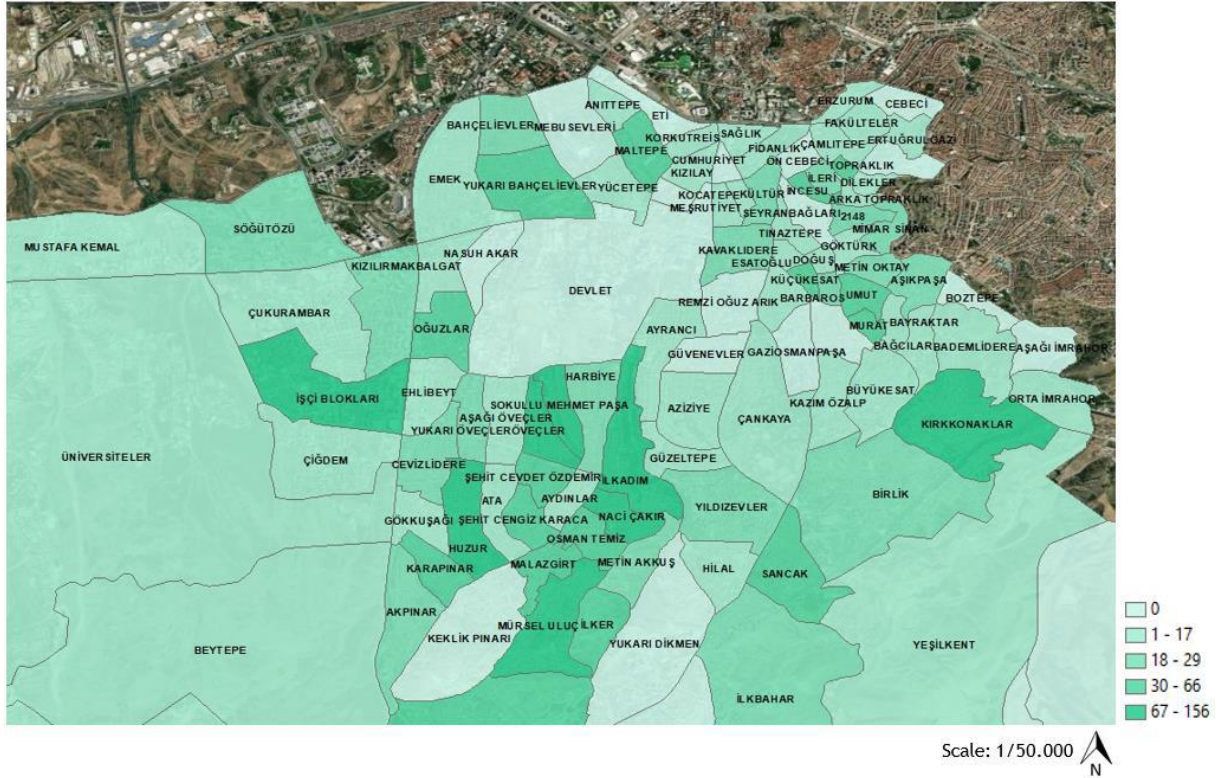 ERZURUM
CEBECİ
ANITTEPE
ETİ
BAHÇELİEVLER
MEBUSEVLERİ
KORKUTREİS
SAĞLIK
FAKÜLTELER
MALTEPE
FİDANLIK
ÇAMLITEPE
ERTUĞRULGAZİ
CUMHURİYET
ÖN CEBECİ
TOPRAKLIK
KIZILAY
EMEK
YUKARI BAHÇELİEVLER
YÜCETEPE
İLERİ
DİLEKLER
KOCATEPE
KÜLTÜR
İNCESU
ARKA TOPRAKLIK
MEŞRUTİYET
SEYRANBAĞLARI
2148
SÖĞÜTÖZÜ
TINAZTEPE
MİMAR SİNAN
MUSTAFA KEMAL
NASUH AKAR
KAVAKLIDERE
GÖKTÜRK
KIZILIRMAK
BALGAT
ESATOĞLU
DOĞUŞ
METİN OKTAY
KÜÇÜKESAT
AŞIKPAŞA
DEVLET
REMZİ OĞUZ ARIK
BARBAROS
UMUT
BOZTEPE
ÇUKURAMBAR
OĞUZLAR
AYRANCI
MURAT
BAYRAKTAR
GÜVENEVLER
GAZİOSMANPAŞA
BAĞCILAR
BADEMLİDERE
AŞAĞI İMRAHOR
HARBİYE
İŞÇİ BLOKLARI
EHLİBEYT
SOKULLU MEHMET PAŞA
AZİZİYE
KAZIM ÖZALP
BÜYÜKESAT
ORTA İMRAHOR
AŞAĞI ÖVEÇLER
ÇANKAYA
YUKARI ÖVEÇLER
ÖVEÇLER
KIRKKONAKLAR
ÜNİVERSİTELER
ÇİĞDEM
CEVİZLİDERE
GÜZELTEPE
ŞEHİT CEVDET ÖZDEMİR
İLKADIM
ATA
AYDINLAR
YILDIZEVLER
BİRLİK
GÖKKUŞAĞI
ŞEHİT CENGİZ KARACA
NACİ ÇAKIR
OSMAN TEMİZ
HUZUR
KARAPINAR
MALAZGİRT
METİN AKKUŞ
HİLAL
SANCAK
AKPINAR
MÜRSEL ULUÇ
İLKER
KEKLİK PINARI
YUKARI DİKMEN
YEŞİLKENT
BEYTEPE
İLKBAHAR
0
1 - 17
18 - 29
30 - 66
67 - 156
Scale: 1/50.000
N